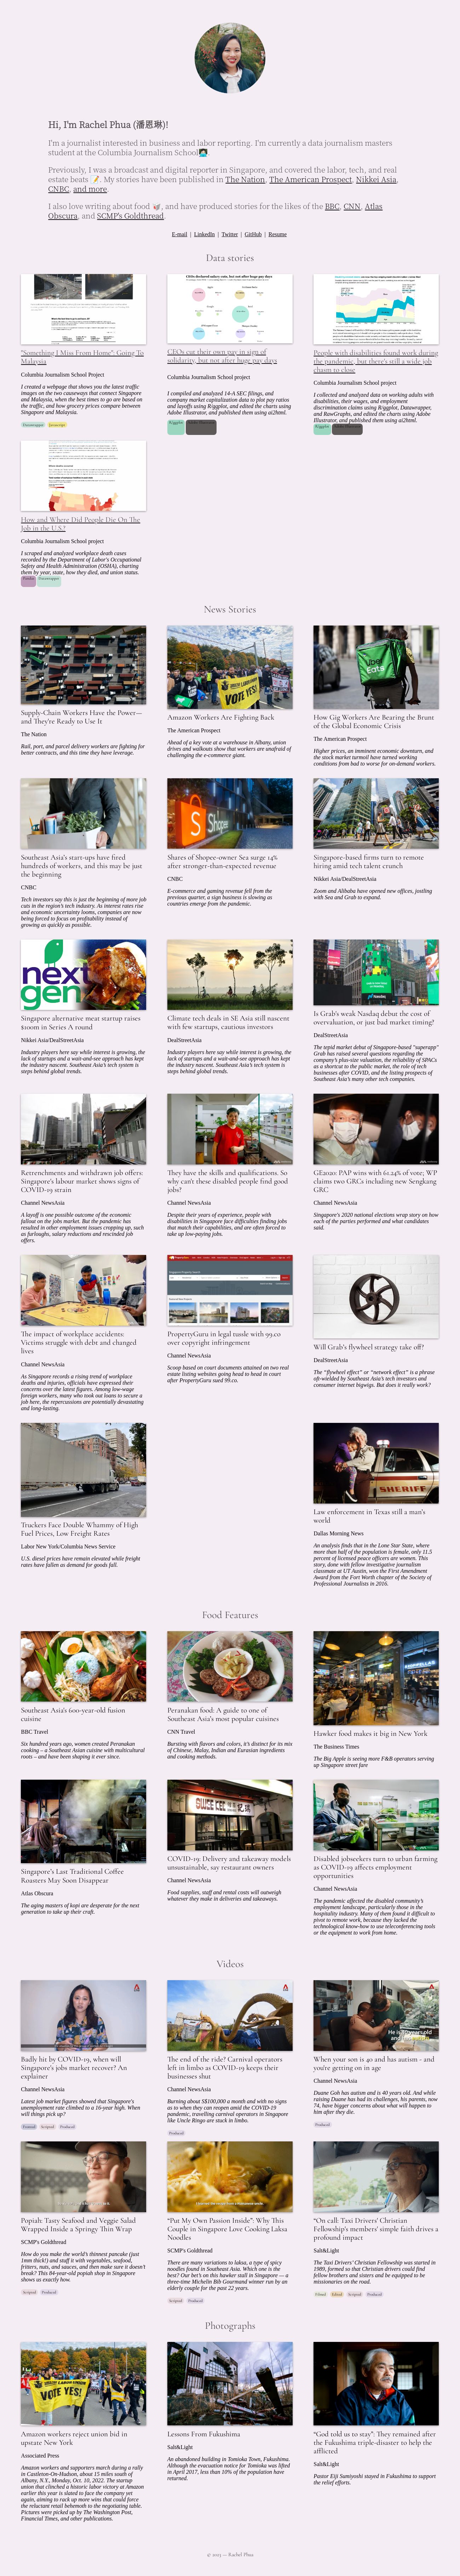 Hi, I'm Rachel Phua (潘恩琳)!
I'm a journalist interested in business and labor reporting. I'm currently a data journalism masters
student at the Columbia Journalism School
Previously, I was a broadcast and digital reporter in Singapore, and covered the labor, tech, and real
estate beats 📝. My stories have been published in The Nation, The American Prospect, Nikkei Asia,
CNBC, and more.
I also love writing about food 🥡, and have produced stories for the likes of the BBC, CNN, Atlas
Obscura, and SCMP's Goldthread.
E-mail | LinkedIn | Twitter | GitHub | Resume
Data stories
"Something I Miss From Home": Going To
Malaysia
Columbia Journalism School Project
I created a webpage that tracks the latest traffic
images on the two causeways that connect Singapore
and Malaysia, when the best times to go are based on
the traffic, and how grocery prices compare between
Singapore and Malaysia.
Datawrapper Javascript
CEOs cut their own pay in sign of
solidarity, but not after huge pay days
Columbia Journalism School project
I compiled and analyzed 14-A SEC filings, and
company market capitalization data to plot pay ratios
and layoffs using R/ggplot, and edited the charts using
Adobe Illustrator, and published them using ai2html.
People with disabilities found work during
the pandemic, but there's still a wide job
chasm to close
Columbia Journalism School project
I collected and analyzed data on working adults with
disabilities, their wages, and employment
discrimination claims using R/ggplot, Datawrapper,
and RawGraphs, and edited the charts using Adobe
Illustrator, and published them using ai2html.
How and Where Did People Die On The
Job in the U.S.?
Columbia Journalism School project
I scraped and analyzed workplace death cases
recorded by the Department of Labor's Occupational
Safety and Health Administration (OSHA), charting
them by year, state, how they died, and union status.
Datawrapper
News Stories
Supply-Chain Workers Have the Power—
and They're Ready to Use It
The Nation
Rail, port, and parcel delivery workers are fighting for
better contracts, and this time they have leverage.
Amazon Workers Are Fighting Back
The American Prospect
Ahead of a key vote at a warehouse in Albany, union
drives and walkouts show that workers are unafraid of
challenging the e-commerce giant.
How Gig Workers Are Bearing the Brunt
of the Global Economic Crisis
The American Prospect
Higher prices, an imminent economic downturn, and
the stock market turmoil have turned working
conditions from bad to worse for on-demand workers.
Southeast Asia's start-ups have fired
hundreds of workers, and this may be just
the beginning
CNBC
Tech investors say this is just the beginning of more job
cuts in the region's tech industry. As interest rates rise
and economic uncertainty looms, companies are now
being forced to focus on profitability instead of
growing as quickly as possible.
Shares of Shopee-owner Sea surge 14%
after stronger-than-expected revenue
CNBC
E-commerce and gaming revenue fell from the
previous quarter, a sign business is slowing as
countries emerge from the pandemic.
Singapore-based firms turn to remote
hiring amid tech talent crunch
Nikkei Asia/DealStreetAsia
Zoom and Alibaba have opened new offices, jostling
with Sea and Grab to expand.
Singapore alternative meat startup raises
$100m in Series A round
Nikkei Asia/DealStreetAsia
Industry players here say while interest is growing, the
lack of startups and a wait-and-see approach has kept
the industry nascent. Southeast Asia's tech system is
steps behind global trends.
Climate tech deals in SE Asia still nascent
with few startups, cautious investors
DealStreetAsia
Industry players here say while interest is growing, the
lack of startups and a wait-and-see approach has kept
the industry nascent. Southeast Asia's tech system is
steps behind global trends.
Is Grab's weak Nasdaq debut the cost of
overvaluation, or just bad market timing?
DealStreetAsia
The tepid market debut of Singapore-based "superapp"
Grab has raised several questions regarding the
company's plus-size valuation, the reliability of SPACs
as a shortcut to the public market, the role of tech
businesses after COVID, and the listing prospects of
Southeast Asia's many other tech companies.
Retrenchments and withdrawn job offers:
Singapore's labour market shows signs of
COVID-19 strain
Channel NewsAsia
A layoff is one possible outcome of the economic
fallout on the jobs market. But the pandemic has
resulted in other employment issues cropping up, such
as furloughs, salary reductions and rescinded job
offers.
They have the skills and qualifications. So
why can't these disabled people find good
jobs?
Channel NewsAsia
Despite their years of experience, people with
disabilities in Singapore face difficulties finding jobs
that match their capabilities, and are often forced to
take up low-paying jobs.
GE2020: PAP wins with 61.24% of vote; WP
claims two GRCs including new Sengkang
GRC
Channel NewsAsia
Singapore's 2020 national elections wrap story on how
each of the parties performed and what candidates
said.
The impact of workplace accidents:
Victims struggle with debt and changed
lives
Channel NewsAsia
As Singapore records a rising trend of workplace
deaths and injuries, officials have expressed their
concerns over the latest figures. Among low-wage
foreign workers, many who took out loans to secure a
job here, the repercussions are potentially devastating
and long-lasting.
PropertyGuru in legal tussle with 99.co
over copyright infringement
Channel NewsAsia
Scoop based on court documents attained on two real
estate listing websites going head to head in court
after PropertyGuru sued 99.co.
Will Grab's flywheel strategy take off?
DealStreetAsia
The "flywheel effect" or "network effect" is a phrase
oft-wielded by Southeast Asia's tech investors and
consumer internet bigwigs. But does it really work?
Truckers Face Double Whammy of High
Fuel Prices, Low Freight Rates
Labor New York/Columbia News Service
U.S. diesel prices have remain elevated while freight
rates have fallen as demand for goods fall.
Law enforcement in Texas still a man's
world
Dallas Morning News
An analysis finds that in the Lone Star State, where
more than half of the population is female, only 11.5
percent of licensed peace officers are women. This
story, done with fellow investigative journalism
classmate at UT Austin, won the First Amendment
Award from the Fort Worth chapter of the Society of
Professional Journalists in 2016.
Food Features
Southeast Asia's 600-year-old fusion
cuisine
BBC Travel
Six hundred years ago, women created Peranakan
cooking – a Southeast Asian cuisine with multicultural
roots – and have been shaping it ever since.
Peranakan food: A guide to one of
Southeast Asia's most popular cuisines
CNN Travel
Bursting with flavors and colors, it's distinct for its mix
of Chinese, Malay, Indian and Eurasian ingredients
and cooking methods.
Hawker food makes it big in New York
The Business Times
The Big Apple is seeing more F&B operators serving
up Singapore street fare
Singapore's Last Traditional Coffee
Roasters May Soon Disappear
Atlas Obscura
The aging masters of kopi are desperate for the next
generation to take up their craft.
COVID-19: Delivery and takeaway models
unsustainable, say restaurant owners
Channel NewsAsia
Food supplies, staff and rental costs will outweigh
whatever they make in deliveries and takeaways.
Disabled jobseekers turn to urban farming
as COVID-19 affects employment
opportunities
Channel NewsAsia
The pandemic affected the disabled community's
employment landscape, particularly those in the
hospitality industry. Many of them found it difficult to
pivot to remote work, because they lacked the
technological know-how to use teleconferencing tools
or the equipment to work from home.
Videos
Badly hit by COVID-19, when will
Singapore's jobs market recover? An
explainer
Channel NewsAsia
Latest job market figures showed that Singapore's
unemployment rate climbed to a 16-year high. When
will things pick up?
Fronted Scripted Produced
The end of the ride? Carnival operators
left in limbo as COVID-19 keeps their
businesses shut
Channel NewsAsia
Burning about S$100,000 a month and with no signs
as to when they can reopen amid the COVID-19
pandemic, travelling carnival operators in Singapore
like Uncle Ringo are stuck in limbo.
Produced
When your son is 40 and has autism - and
you're getting on in age
Channel NewsAsia
Duane Goh has autism and is 40 years old. And while
raising Duane has had its challenges, his parents, now
74, have bigger concerns about what will happen to
him after they die.
Produced
Popiah: Tasty Seafood and Veggie Salad
Wrapped Inside a Springy Thin Wrap
SCMP's Goldthread
How do you make the world's thinnest pancake (just
1mm thick!) and stuff it with vegetables, seafood,
fritters, nuts, and sauces, and then make sure it doesn't
break? This 84-year-old popiah shop in Singapore
shows us exactly how.
Scripted Produced
"Put My Own Passion Inside": Why This
Couple in Singapore Love Cooking Laksa
Noodles
SCMP's Goldthread
There are many variations to laksa, a type of spicy
noodles found in Southeast Asia. Which one is the
best? Our bet's on this hawker stall in Singapore — a
three-time Michelin Bib Gourmand winner run by an
elderly couple for the past 22 years.
Scripted Produced
"On call: Taxi Drivers' Christian
Fellowship's members' simple faith drives a
profound impact
Salt&Light
The Taxi Drivers' Christian Fellowship was started in
1989, formed so that Christian drivers could find
fellow brothers and sisters and be equipped to be
missionaries on the road.
Filmed Edited Scripted Produced
Photographs
Amazon workers reject union bid in
upstate New York
Associated Press
Amazon workers and supporters march during a rally
in Castleton-On-Hudson, about 15 miles south of
Albany, N.Y., Monday, Oct. 10, 2022. The startup
union that clinched a historic labor victory at Amazon
earlier this year is slated to face the company yet
again, aiming to rack up more wins that could force
the reluctant retail behemoth to the negotiating table.
Pictures were picked up by The Washington Post,
Financial Times, and other publications.
Lessons From Fukushima
Salt&Light
An abandoned building in Tomioka Town, Fukushima.
Although the evacuation notice for Tomioka was lifted
in April 2017, less than 10% of the population have
returned.
"God told us to stay": They remained after
the Fukushima triple-disaster to help the
afflicted
Salt&Light
Pastor Eiji Sumiyoshi stayed in Fukushima to support
the relief efforts.
© 2023 — Rachel Phua